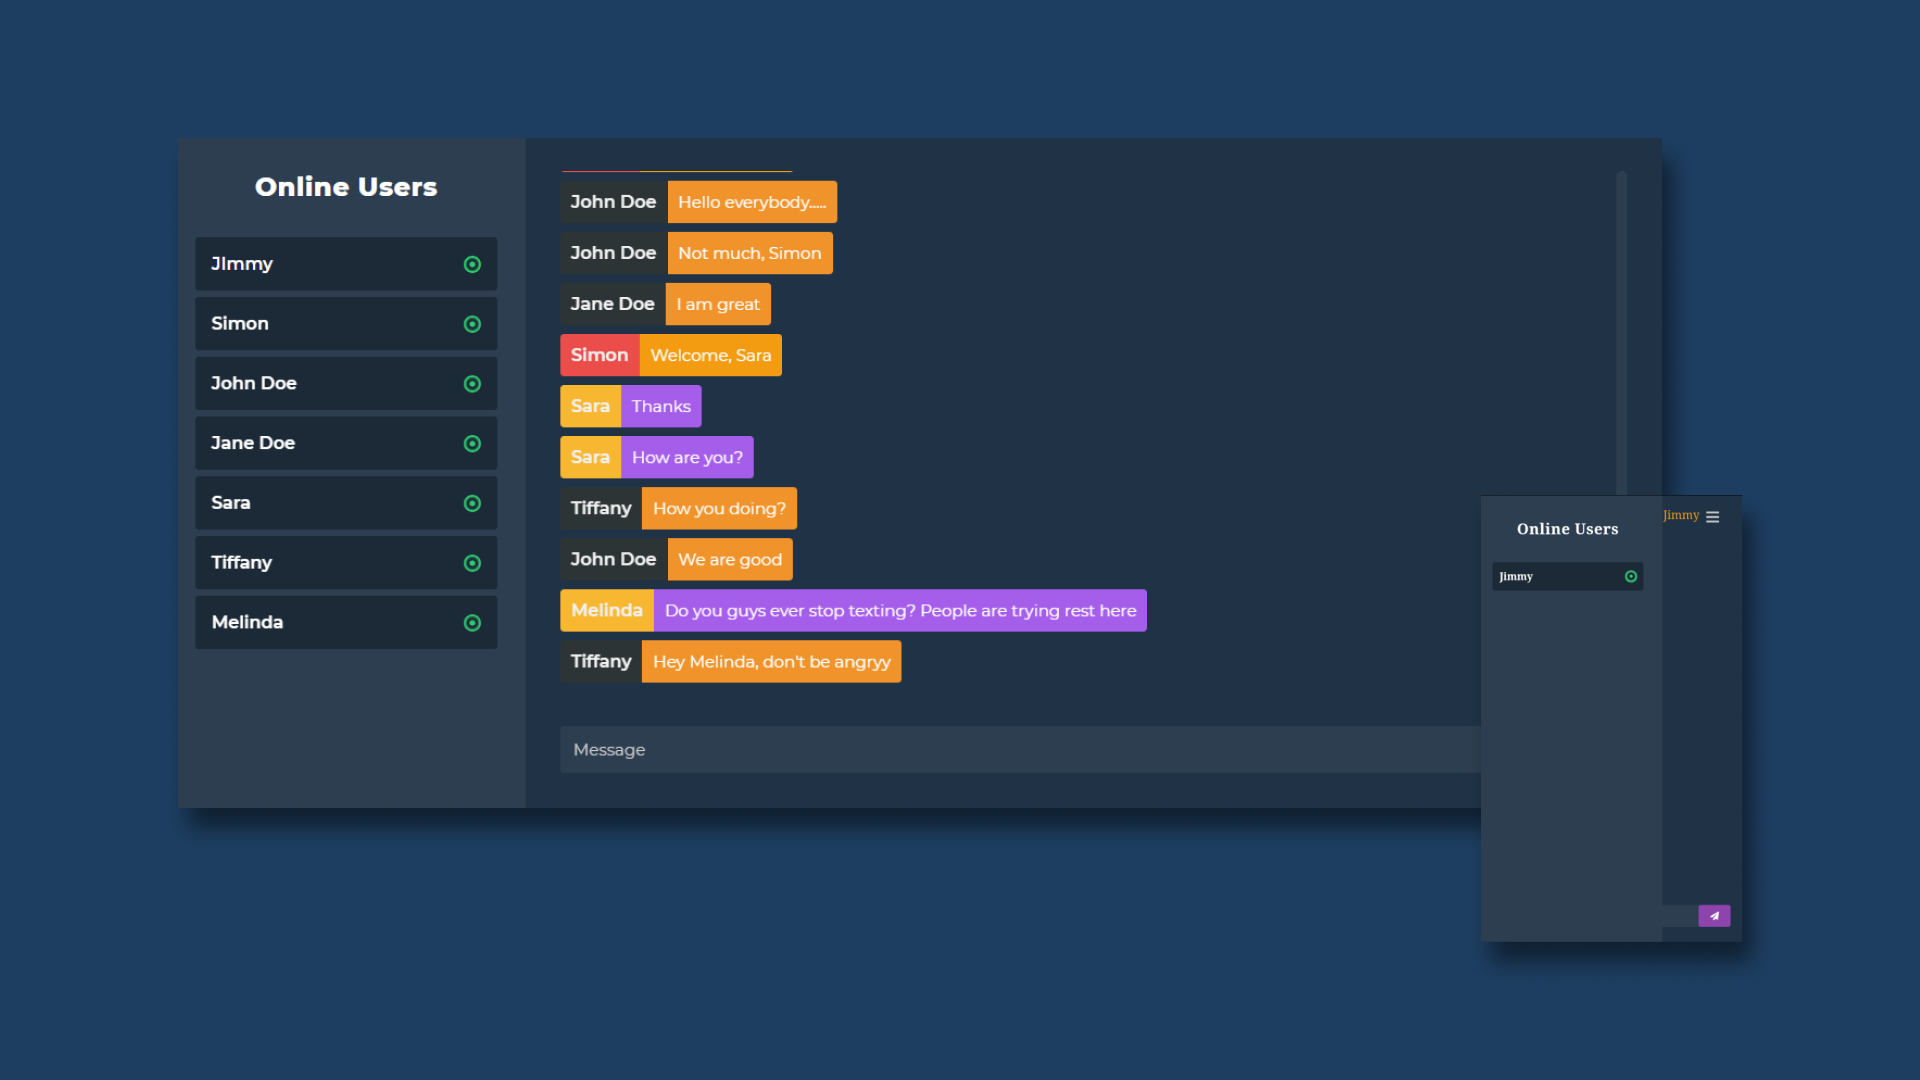 Online Users
JImmy
Simon
John Doe
Jane Doe
Sara
Tiffany
Melinda
John Doe Hello everybody.....
John Doe Not much, Simon
Jane Doe I am great
Simon Welcome, Sara
Sara Thanks
Sara How are you?
Tiffany How you doing?
John Doe We are good
Melinda Do you guys ever stop texting? People are trying rest here
Tiffany Hey Melinda, don't be angryy
Message
Online Users
Jimmy
Jimmy